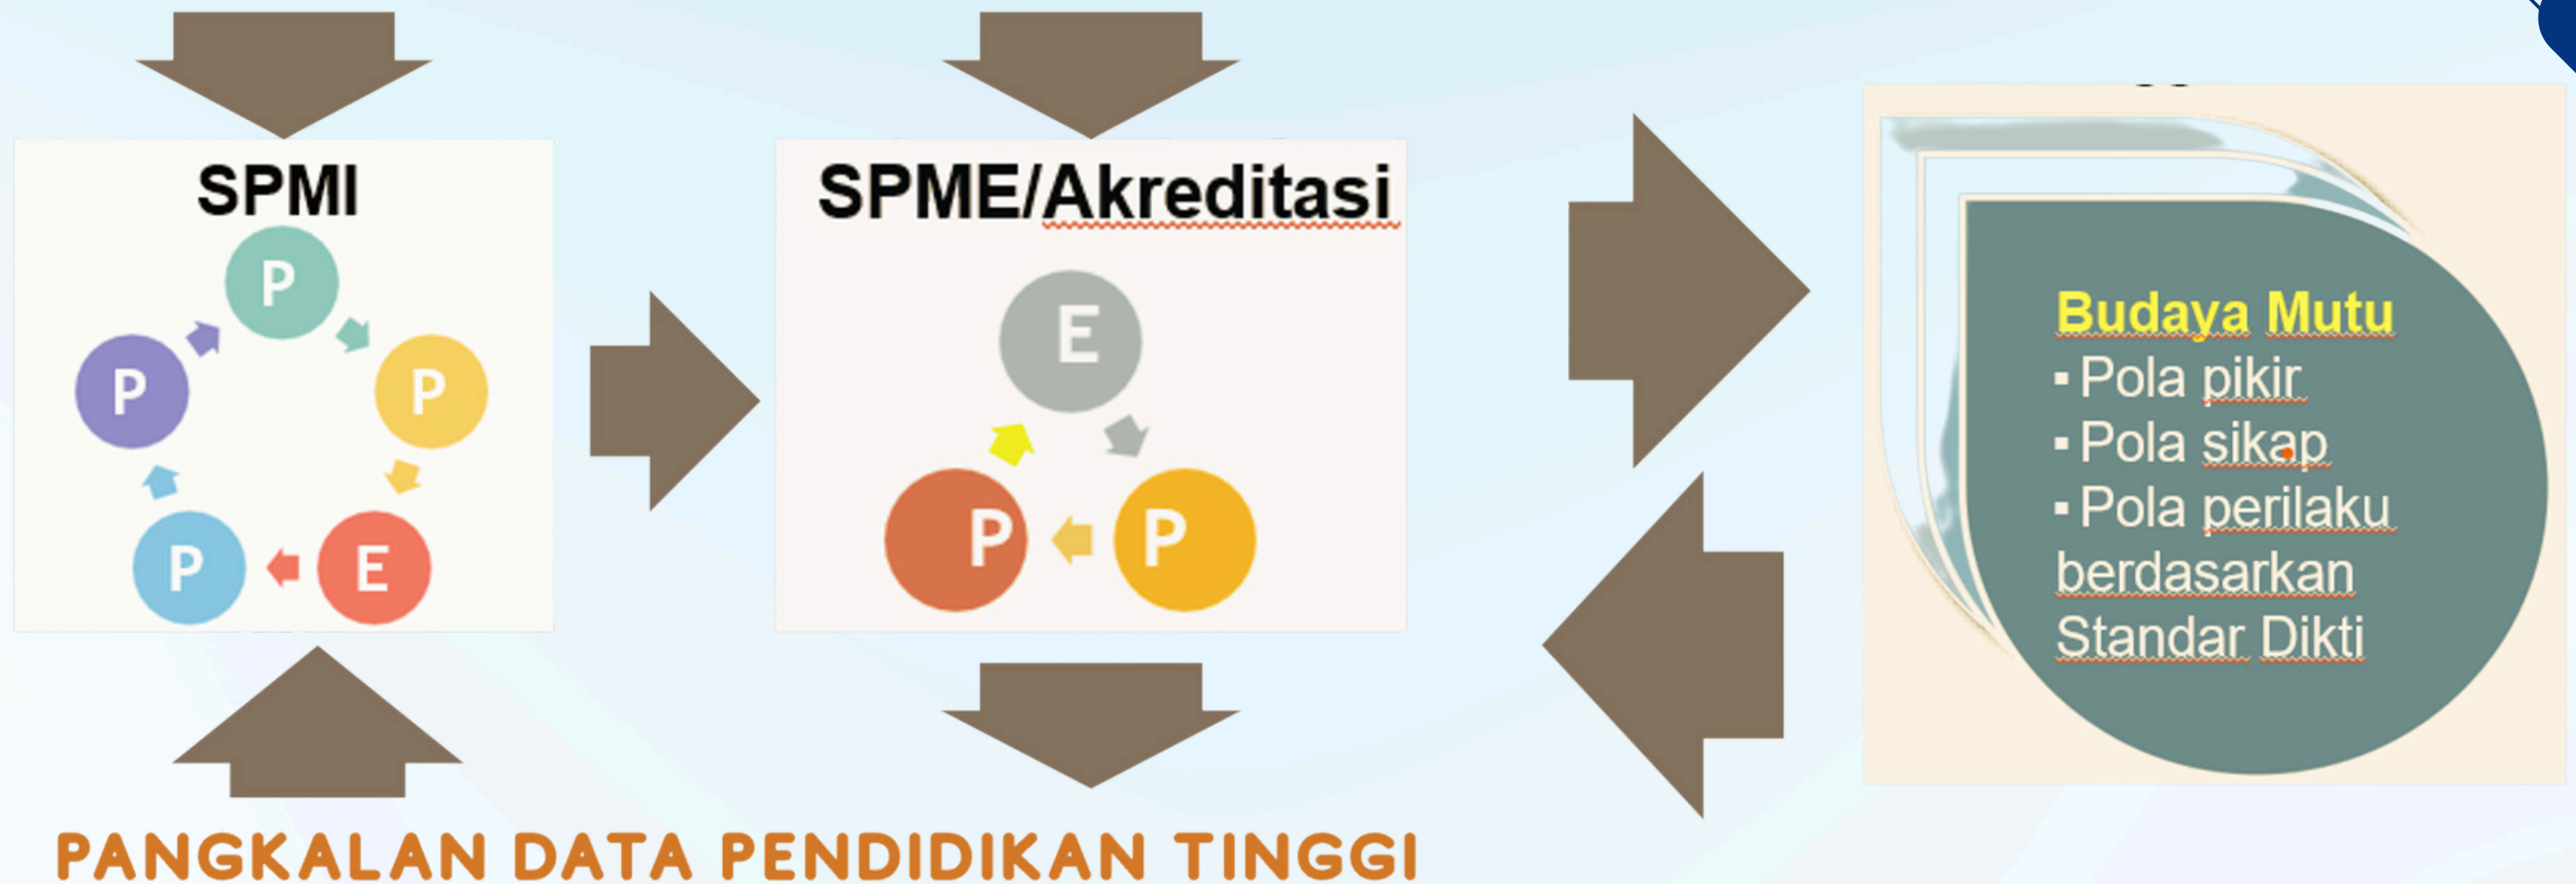 SPMI
P
P
P
P
E
SPME/Akreditasi
E
P
P
Budaya Mutu
▪ Pola pikir
▪ Pola sikap
▪ Pola perilaku
berdasarkan
Standar Dikti
PANGKALAN DATA PENDIDIKAN TINGGI